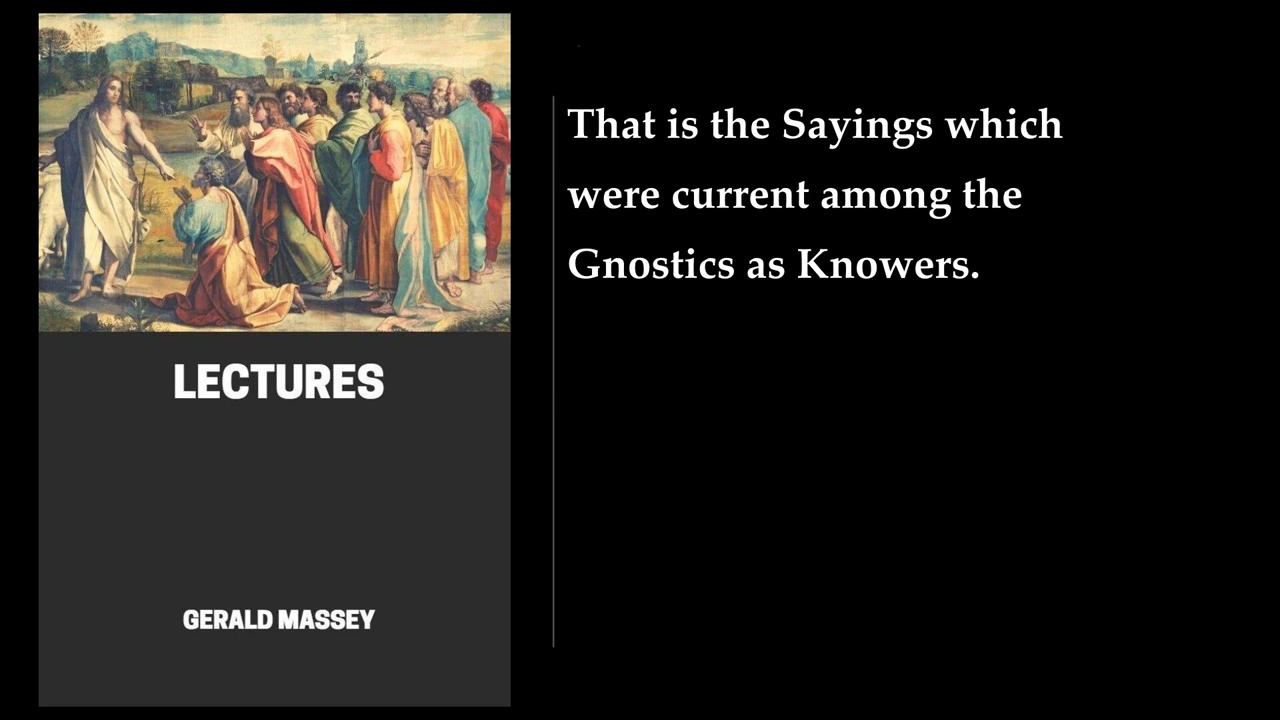 LECTURES
GERALD MASSEY
That is the Sayings which
were current among the
Gnostics as Knowers.